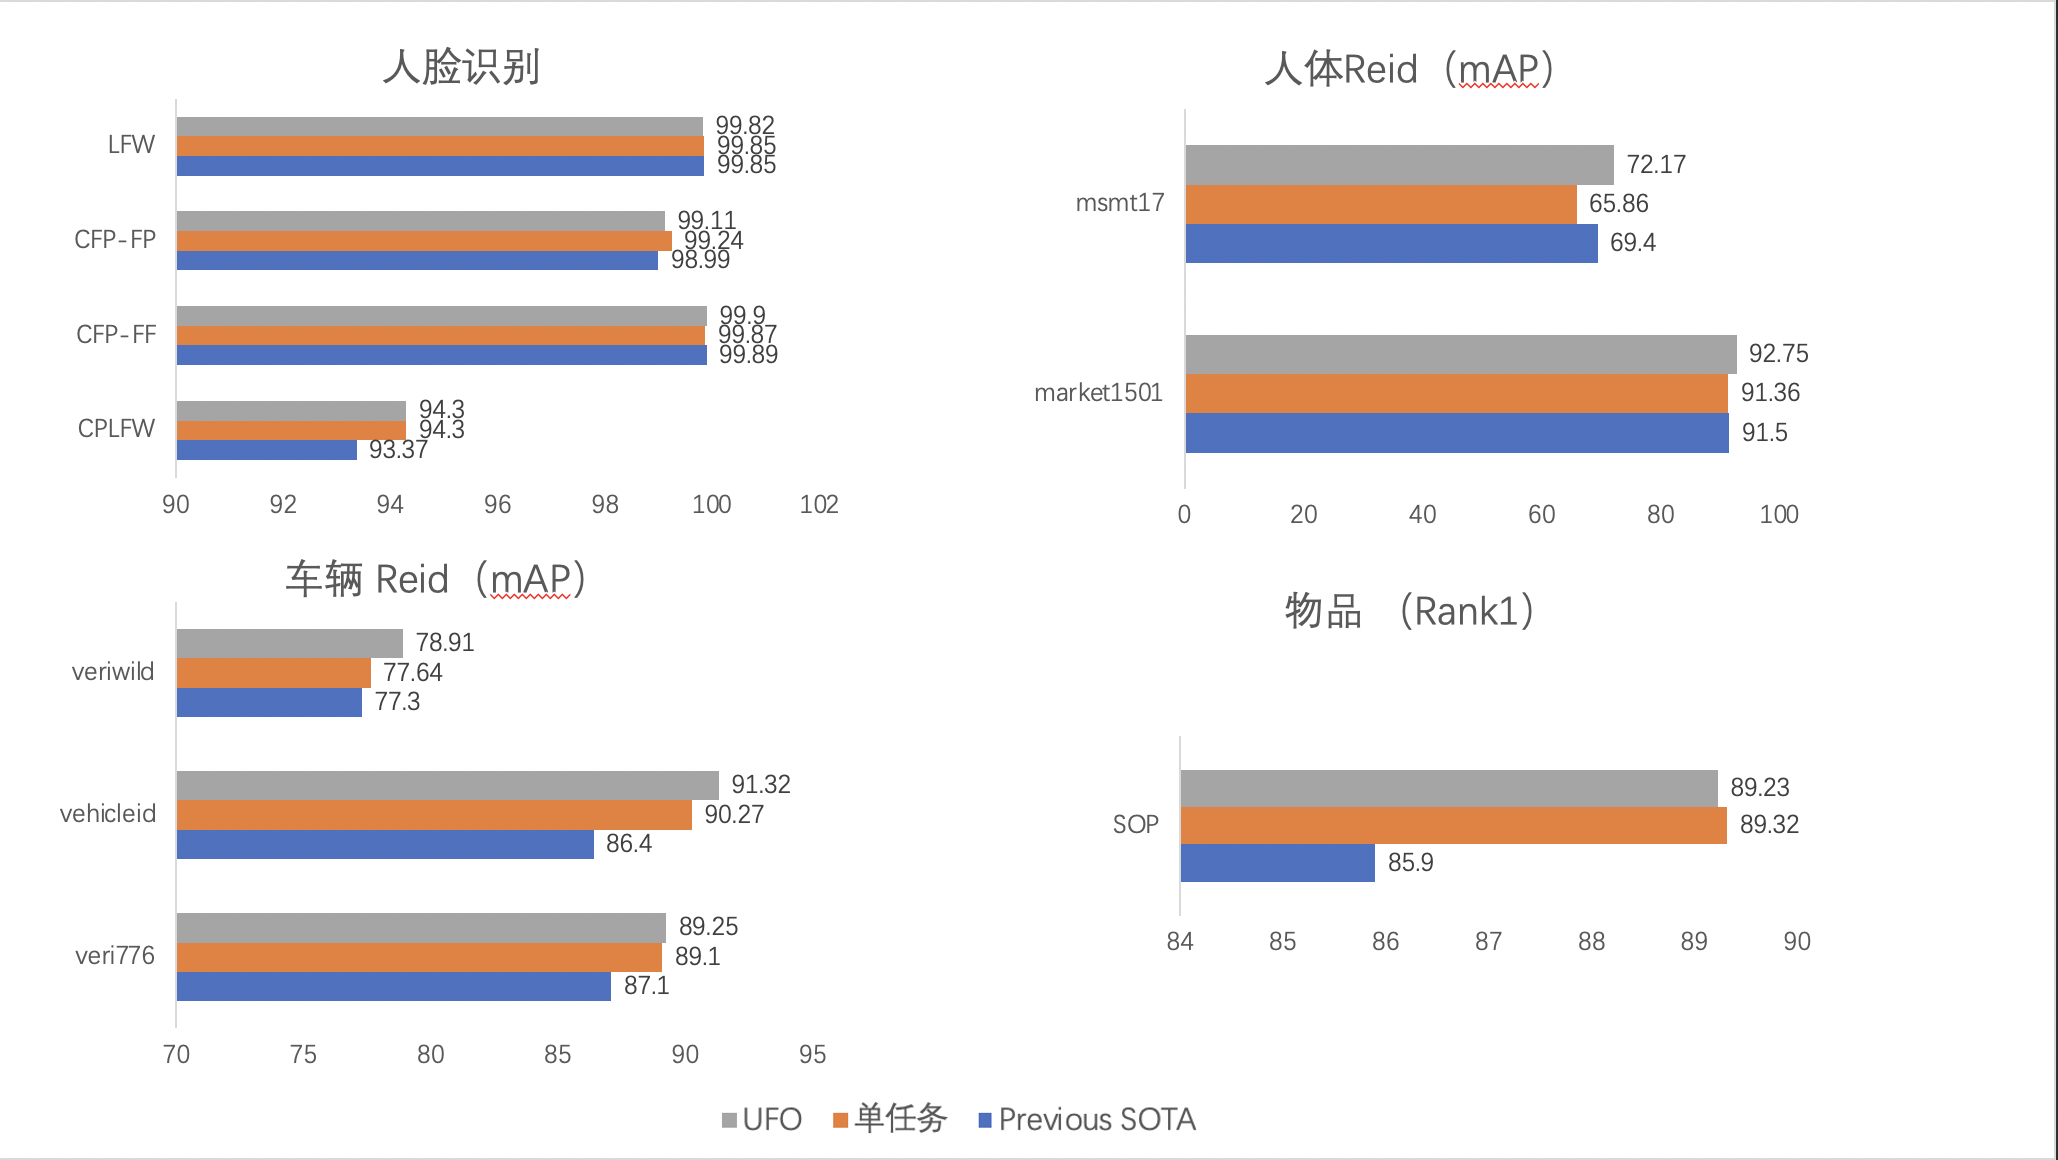 人脸识别
LFW
99.82
99.85
99.85
CFP-FP
99.11
99.24
98.99
CFP-FF
99.9
99.87
99.89
CPLFW
94.3
94.3
93.37
90 92 94 96 98 100 102
人体Reid（mAP）
msmt17
72.17
65.86
69.4
market1501
92.75
91.36
91.5
0 20 40 60 80 100
车辆 Reid（mAP）
veriwild
78.91
77.64
77.3
vehicleid
91.32
90.27
86.4
veri776
89.25
89.1
87.1
70 75 80 85 90 95
物品 （Rank1）
SOP
89.23
89.32
85.9
84 85 86 87 88 89 90
UFO 单任务 Previous SOTA